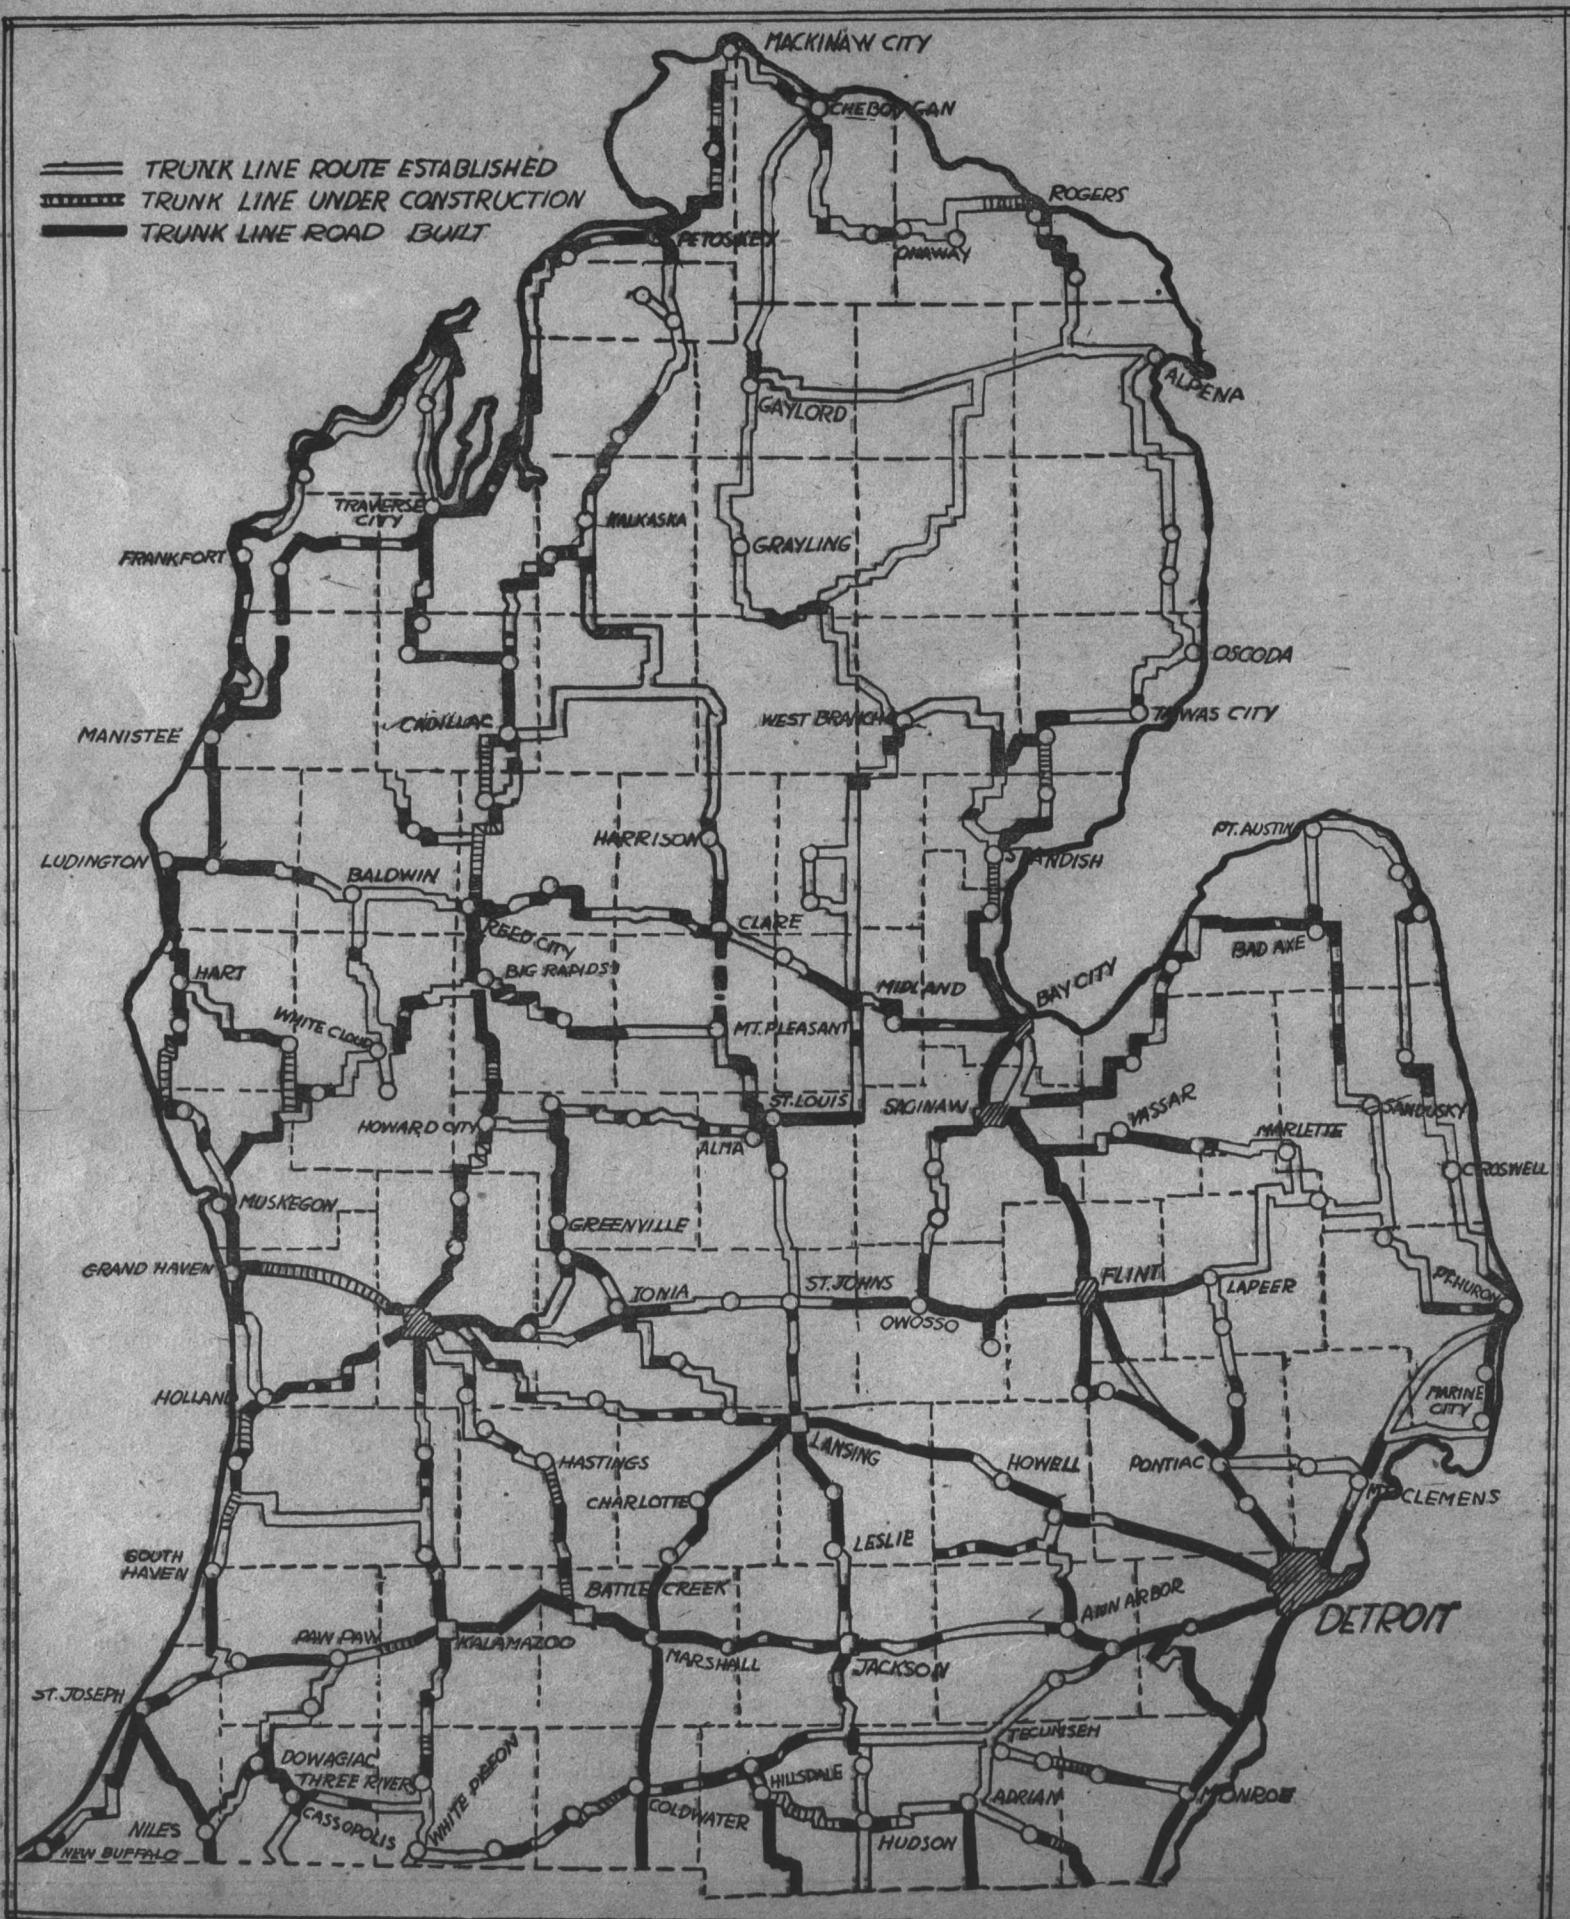 MACKINAW CITY
CHEBOYGAN
TRUNK LINE ROUTE ESTABLISHED
TRUNK LINE UNDER CONSTRUCTION
TRUNK LINE ROAD BUILT
ROGERS
PETOSKEY
ONAWAY
ALPENA
GAYLORD
TRAVERSE
CITY
KALKASKA
GRAYLING
FRANKFORT
OSCODA
MANISTEE
CADILLAC
WEST BRANCH
TAWAS CITY
HARRISON
PT. AUSTIN
LUDINGTON
BALDWIN
STANDISH
REED CITY
CLARE
BAD AXE
HART
BIG RAPIDS
MIDLAND
BAY CITY
WHITE CLOUD
MT. PLEASANT
HOWARD CITY
ST. LOUIS
SAGINAW
VASSAR
SANDUSKY
ALMA
MARLETTE
CROSWELL
MUSKEGON
GREENVILLE
GRAND HAVEN
IONIA
ST. JOHNS
FLINT
LAPEER
PT. HURON
OWOSSO
HOLLAND
MARINE
CITY
LANSING
HASTINGS
HOWELL
PONTIAC
CHARLOTTE
MT. CLEMENS
LESLIE
SOUTH
HAVEN
BATTLE CREEK
ANN ARBOR
DETROIT
PAW PAW
KALAMAZOO
MARSHALL
JACKSON
ST. JOSEPH
TECUMSEH
DOWAGIAC
THREE RIVERS
WHITE PIGEON
HILLSDALE
CASSOPOLIS
COLDWATER
ADRIAN
MONROE
NILES
HUDSON
NEW BUFFALO